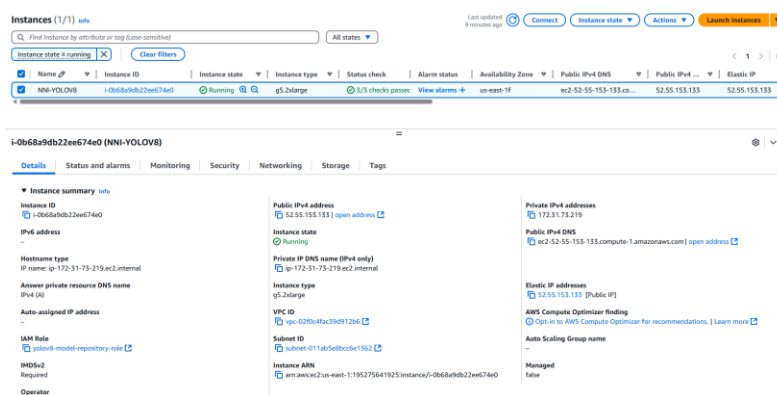 Instances (1/1) Info
Last updated
9 minutes ago
Connect
Instance state
Actions
Launch instances
Find Instance by attribute or tag (case-sensitive)
All states
Instance state = running
Clear filters
1
Name
Instance ID
Instance state
Instance type
Status check
Alarm status
Availability Zone
Public IPv4 DNS
Public IPv4 ...
Elastic IP
NNI-YOLOV8
i-0b68a9db22ee674e0
Running
g5.2xlarge
3/3 checks passec
View alarms +
us-east-1f
ec2-52-55-153-133.co...
52.55.153.133
52.55.153.133
i-0b68a9db22ee674e0 (NNI-YOLOV8)
Details
Status and alarms
Monitoring
Security
Networking
Storage
Tags
Instance summary Info
Instance ID
i-0b68a9db22ee674e0
Public IPv4 address
52.55.153.133 | open address
Private IPv4 addresses
172.31.73.219
IPv6 address
–
Instance state
Running
Public IPv4 DNS
ec2-52-55-153-133.compute-1.amazonaws.com | open address
Hostname type
IP name: ip-172-31-73-219.ec2.internal
Private IP DNS name (IPv4 only)
ip-172-31-73-219.ec2.internal
Answer private resource DNS name
IPv4 (A)
Instance type
g5.2xlarge
Elastic IP addresses
52.55.153.133 [Public IP]
Auto-assigned IP address
–
VPC ID
vpc-02f0c4fac39d912b6
AWS Compute Optimizer finding
Opt-in to AWS Compute Optimizer for recommendations. | Learn more
IAM Role
yolov8-model-repository-role
Subnet ID
subnet-011ab5e8bcc6e1362
Auto Scaling Group name
–
IMDSv2
Required
Instance ARN
arn:aws:ec2:us-east-1:195275641925:instance/i-0b68a9db22ee674e0
Managed
false
Operator